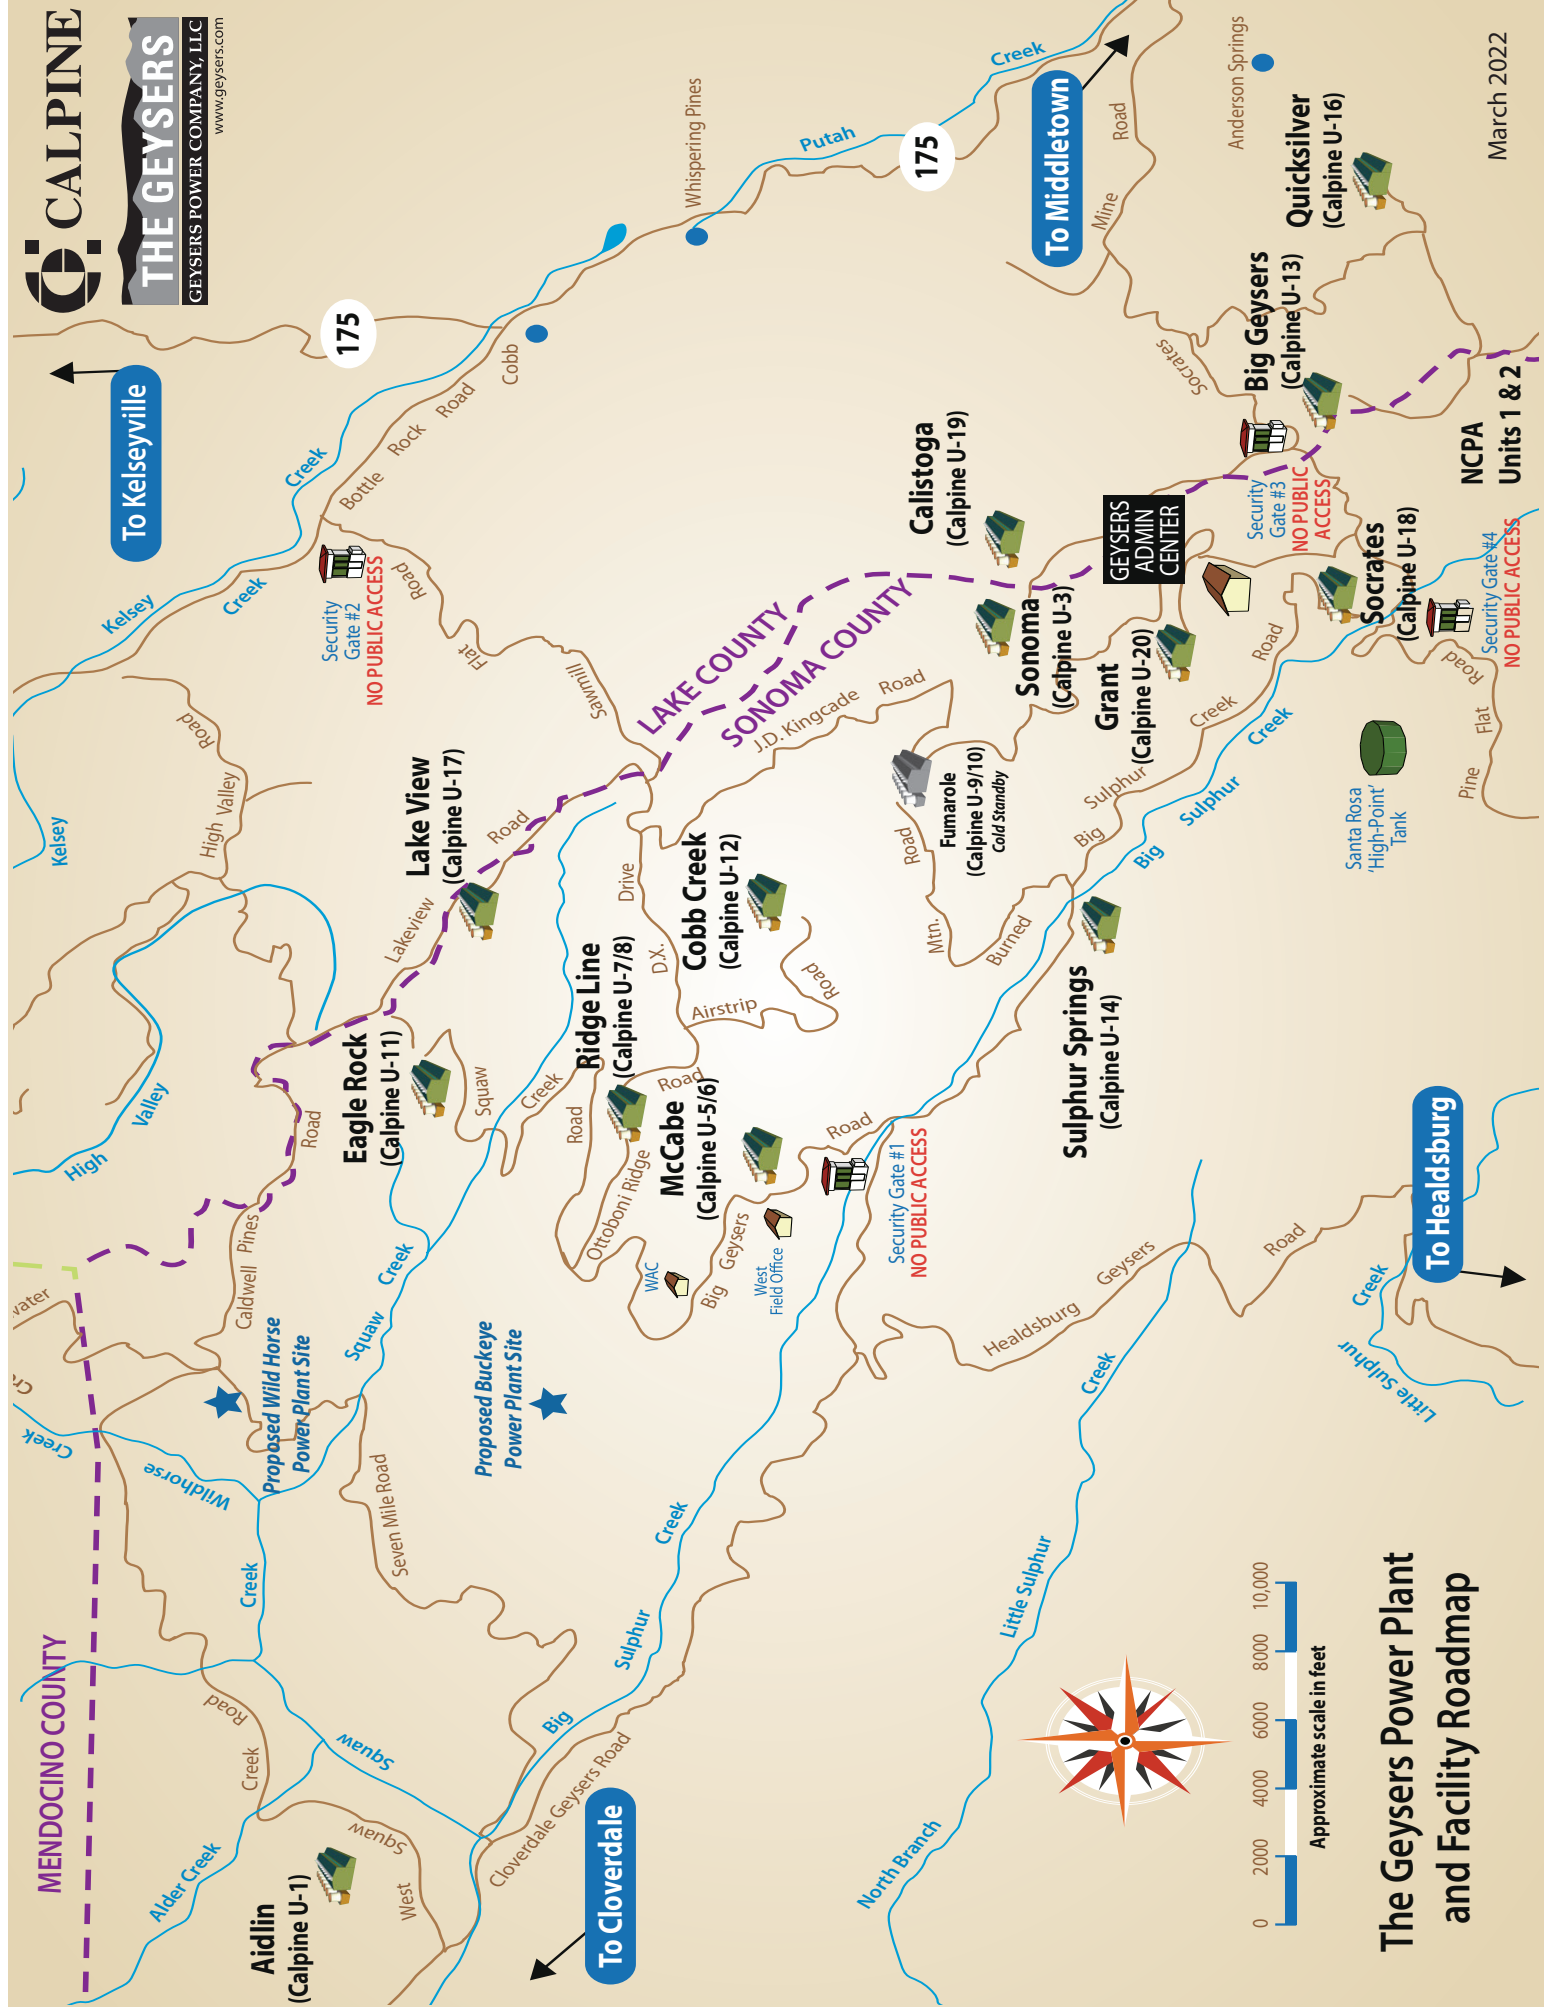 CALPINE
THE GEYSERS
GEYSERS POWER COMPANY, LLC
www.geysers.com
To Kelseyville
175
Cobb
Whispering Pines
Putah
Creek
175
To Middletown
Mine
Road
Anderson Springs
Quicksilver
(Calpine U-16)
March 2022
Kelsey
Creek
Creek
Bottle
Rock
Road
Security
Gate #2
NO PUBLIC ACCESS
Road
Flat
Sawmill
LAKE COUNTY
SONOMA COUNTY
J.D. Kingcade
Road
Calistoga
(Calpine U-19)
Sonoma
(Calpine U-3)
GEYSERS
ADMIN
CENTER
Socrates
Big Geysers
(Calpine U-13)
Security
Gate #3
NO PUBLIC
ACCESS
NCPA
Units 1 & 2
Socrates
(Calpine U-18)
Security Gate #4
NO PUBLIC ACCESS
Grant
(Calpine U-20)
Fumarole
(Calpine U-9/10)
Cold Standby
Big
Sulphur
Creek
Road
Big
Sulphur
Creek
Santa Rosa
'High-Point'
Tank
Pine
Flat
Road
Kelsey
High Valley
Road
Lake View
(Calpine U-17)
Lakeview
Road
Drive
D.X.
Cobb Creek
(Calpine U-12)
Airstrip
Road
Burned
Mtn.
Road
Sulphur Springs
(Calpine U-14)
High
Valley
Road
Eagle Rock
(Calpine U-11)
Squaw
Creek
Road
Ridge Line
(Calpine U-7/8)
Ottoboni Ridge
Road
McCabe
(Calpine U-5/6)
WAC
Big
Geysers
Road
West
Field Office
Security Gate #1
NO PUBLIC ACCESS
Caldwell
Pines
Squaw
Creek
Proposed Wild Horse
Power Plant Site
Proposed Buckeye
Power Plant Site
Creek
Wildhorse
Seven Mile Road
Healdsburg
Geysers
Road
To Healdsburg
Little Sulphur
Creek
MENDOCINO COUNTY
Creek
Squaw
Alder Creek
West
Squaw
Creek
Road
Aidlin
(Calpine U-1)
Big
Sulphur
Creek
Cloverdale Geysers Road
To Cloverdale
North Branch
Little Sulphur
Creek
0
2000
4000
6000
8000
10,000
Approximate scale in feet
The Geysers Power Plant
and Facility Roadmap